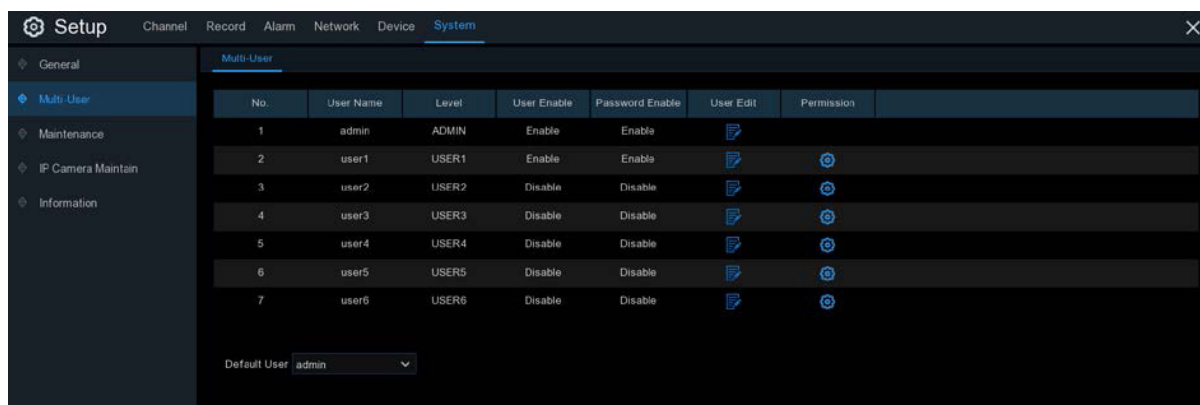 Setup Channel Record Alarm Network Device System
General
Multi-User
Maintenance
IP Camera Maintain
Information
Multi-User
No. User Name Level User Enable Password Enable User Edit Permission
1 admin ADMIN Enable Enable
2 user1 USER1 Enable Enable
3 user2 USER2 Disable Disable
4 user3 USER3 Disable Disable
5 user4 USER4 Disable Disable
6 user5 USER5 Disable Disable
7 user6 USER6 Disable Disable
Default User admin